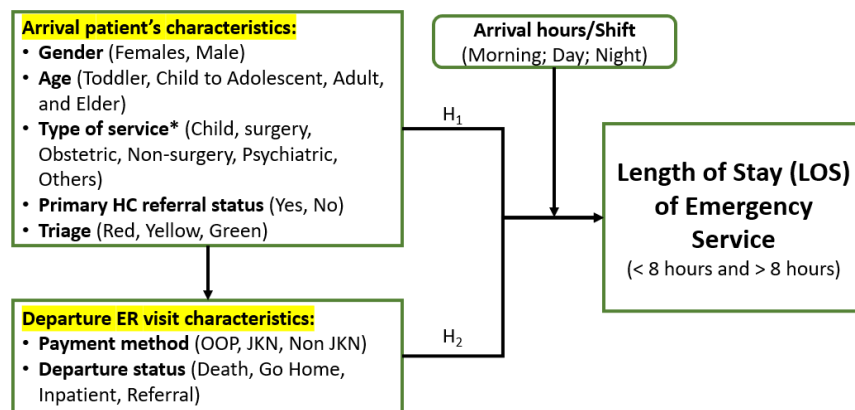 Arrival patient's characteristics:
• Gender (Females, Male)
• Age (Toddler, Child to Adolescent, Adult,
and Elder)
• Type of service* (Child, surgery,
Obstetric, Non-surgery, Psychiatric,
Others)
• Primary HC referral status (Yes, No)
• Triage (Red, Yellow, Green)
Arrival hours/Shift
(Morning; Day; Night)
H₁
Length of Stay (LOS)
of Emergency
Service
(< 8 hours and > 8 hours)
Departure ER visit characteristics:
• Payment method (OOP, JKN, Non JKN)
• Departure status (Death, Go Home,
Inpatient, Referral)
H₂